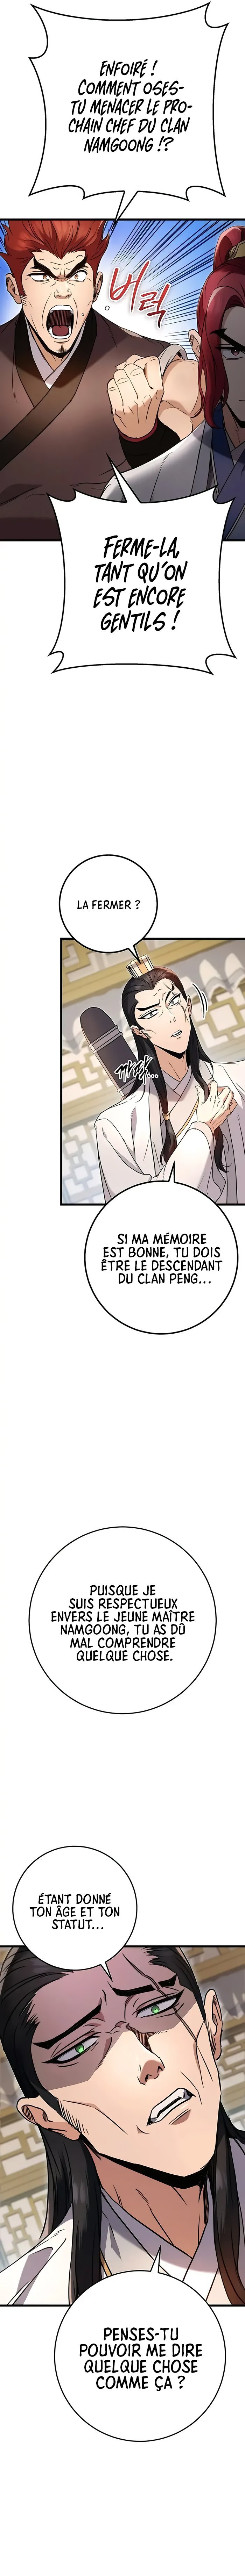 ENFOIRÉ !
COMMENT OSES-
TU MENACER LE PRO-
CHAIN CHEF DU CLAN
NAMGOONG !?
버럭
FERME-LA,
TANT QU'ON
EST ENCORE
GENTILS !
LA FERMER ?
SI MA MÉMOIRE
EST BONNE, TU DOIS
ÊTRE LE DESCENDANT
DU CLAN PENG...
PUISQUE JE
SUIS RESPECTUEUX
ENVERS LE JEUNE MAÎTRE
NAMGOONG, TU AS DÛ
MAL COMPRENDRE
QUELQUE CHOSE.
ÉTANT DONNÉ
TON ÂGE ET TON
STATUT...
PENSES-TU
POUVOIR ME DIRE
QUELQUE CHOSE
COMME ÇA ?